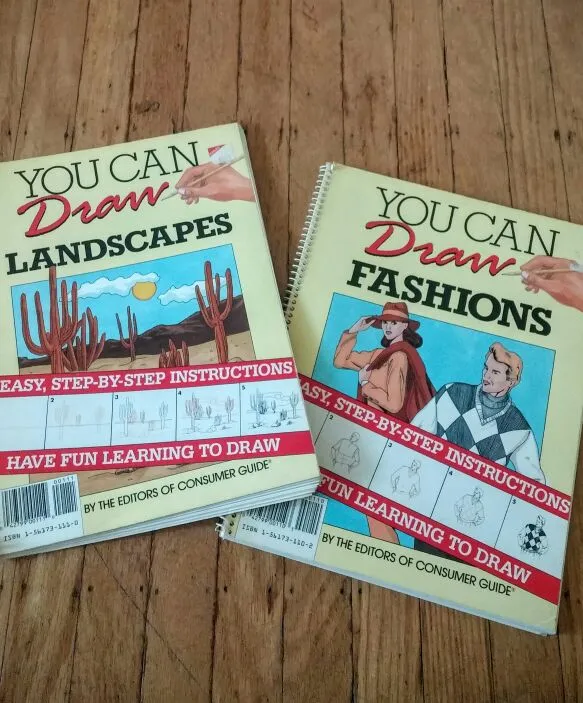 YOU CAN
Draw
LANDSCAPES
EASY, STEP-BY-STEP INSTRUCTIONS
2
3
4
5
HAVE FUN LEARNING TO DRAW
00111
ISBN 1-56173-111-0
BY THE EDITORS OF CONSUMER GUIDE®
YOU CAN
Draw
FASHIONS
EASY, STEP-BY-STEP INSTRUCTIONS
2
3
4
5
FUN LEARNING TO DRAW
ISBN 1-56173-110-2
BY THE EDITORS OF CONSUMER GUIDE®